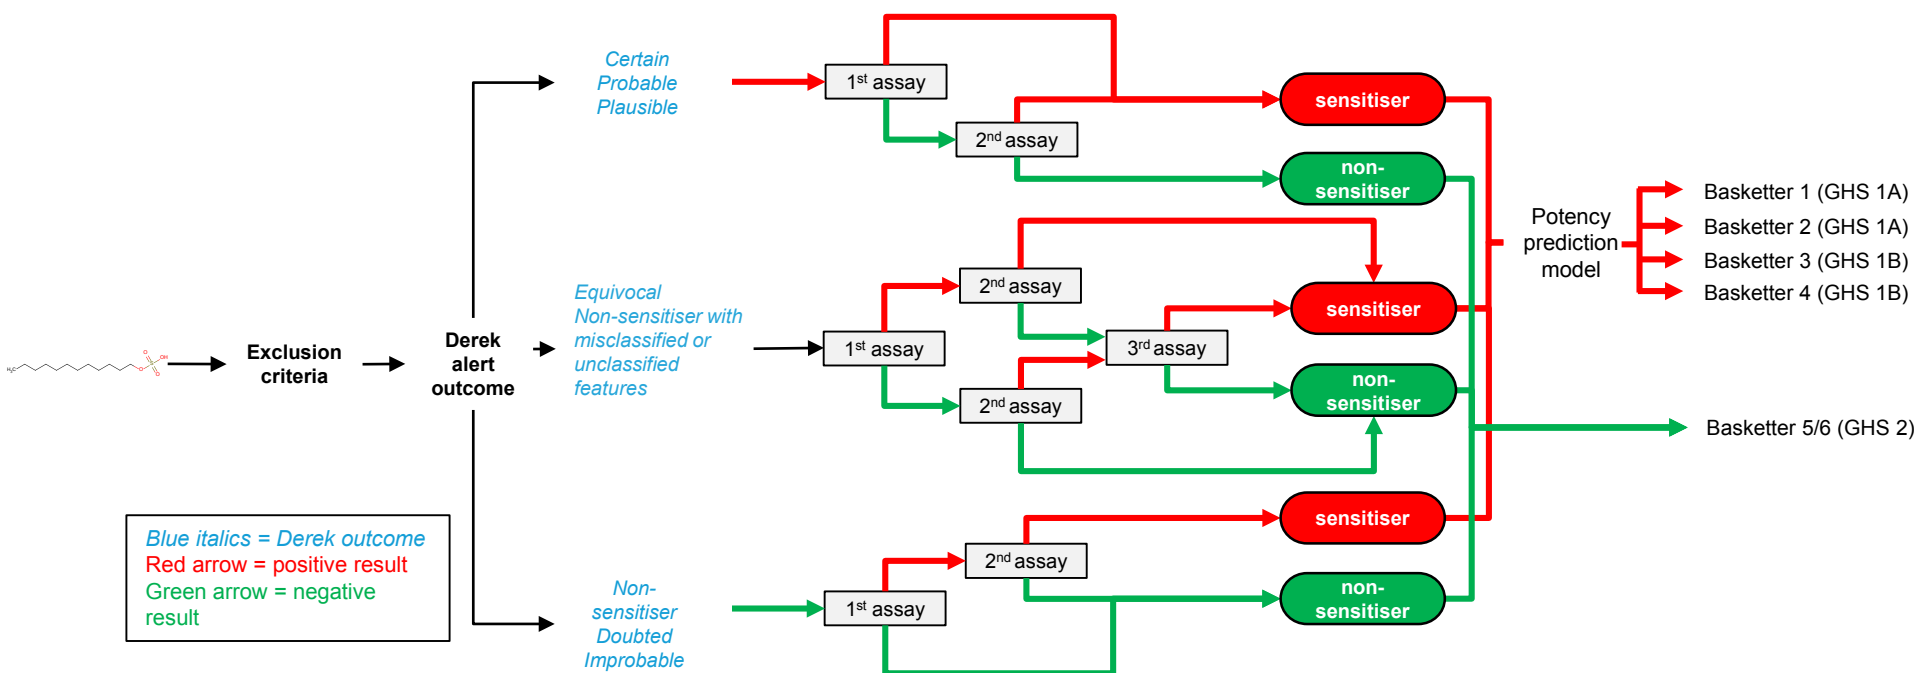 H₃C
O
O
S
OH
O
Exclusion
criteria
Derek
alert
outcome
Certain
Probable
Plausible
1st assay
2nd assay
sensitiser
non-
sensitiser
Equivocal
Non-sensitiser with
misclassified or
unclassified
features
1st assay
2nd assay
2nd assay
3rd assay
sensitiser
non-
sensitiser
Non-
sensitiser
Doubted
Improbable
1st assay
2nd assay
sensitiser
non-
sensitiser
Potency
prediction
model
Basketter 1 (GHS 1A)
Basketter 2 (GHS 1A)
Basketter 3 (GHS 1B)
Basketter 4 (GHS 1B)
Basketter 5/6 (GHS 2)
Blue italics = Derek outcome
Red arrow = positive result
Green arrow = negative
result